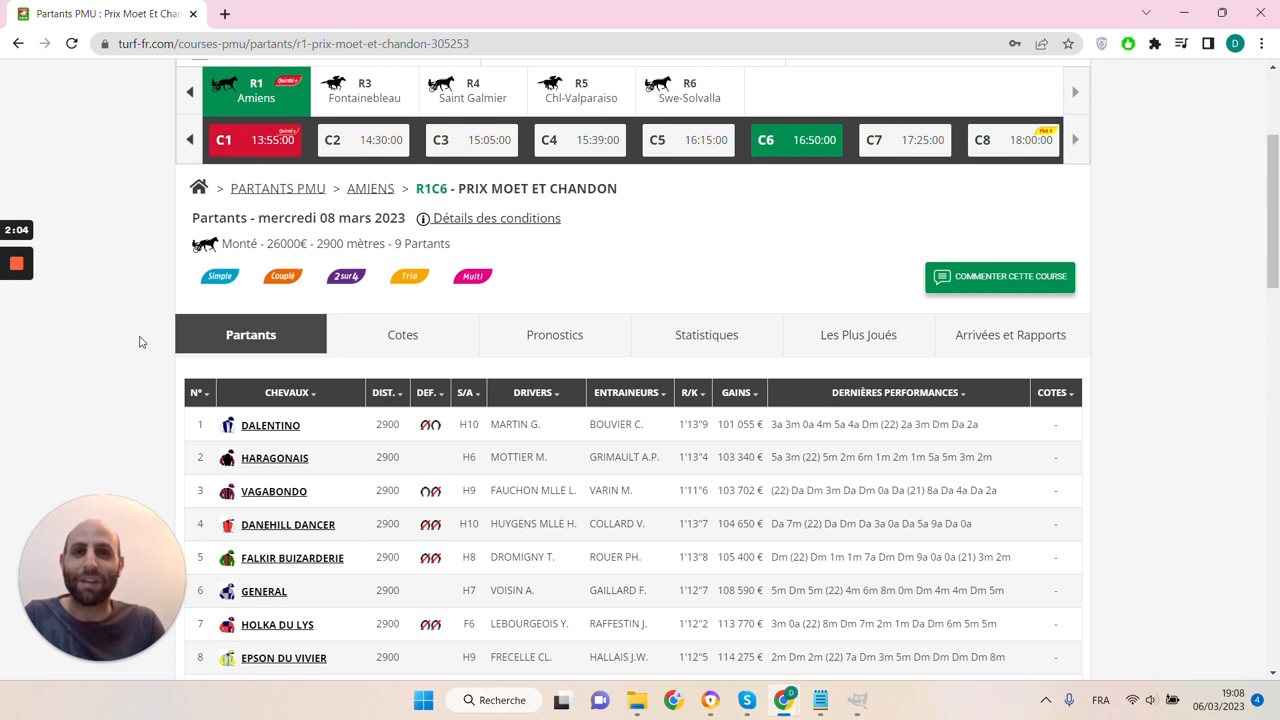 Partants PMU : Prix Moet et Chan
turf-fr.com/courses-pmu/partants/r1-prix-moet-et-chandon-305253
R1 Quinté+ R3 R4 R5 R6
Amiens Fontainebleau Saint Galmier Chl-Valparaiso Swe-Solvalla
C1 13:55:00 Quinté+ C2 14:30:00 C3 15:05:00 C4 15:39:00 C5 16:15:00 C6 16:50:00 C7 17:25:00 C8 18:00:00 Pick 5
> PARTANTS PMU > AMIENS > R1C6 - PRIX MOET ET CHANDON
Partants - mercredi 08 mars 2023 Détails des conditions
2:04
Monté - 26000€ - 2900 mètres - 9 Partants
Simple Couplé 2sur4 Trio Multi COMMENTER CETTE COURSE
Partants Cotes Pronostics Statistiques Les Plus Joués Arrivées et Rapports
N° CHEVAUX DIST. DEF. S/A DRIVERS ENTRAINEURS R/K GAINS DERNIÈRES PERFORMANCES COTES
1 DALENTINO 2900 H10 MARTIN G. BOUVIER C. 1'13"9 101 055 € 3a 3m 0a 4m 5a 4a Dm (22) 2a 3m Dm Da 2a -
2 HARAGONAIS 2900 H6 MOTTIER M. GRIMAULT A.P. 1'13"4 103 340 € 5a 3m (22) 5m 2m 6m 1m 2m 1m 5a 5m 3m 2m -
3 VAGABONDO 2900 H9 FAUCHON MLLE L. VARIN M. 1'11"6 103 702 € (22) Da Dm 3m Da Dm 0a Da (21) 8a Da 4a Da 2a -
4 DANEHILL DANCER 2900 H10 HUYGENS MLLE H. COLLARD V. 1'13"7 104 650 € Da 7m (22) Da Dm Da 3a 0a Da 5a 9a Da 0a -
5 FALKIR BUIZARDERIE 2900 H8 DROMIGNY T. ROUER PH. 1'13"8 105 400 € Dm (22) Dm 1m 1m 7a Dm Dm 9a 0a 0a (21) 3m 2m -
6 GENERAL 2900 H7 VOISIN A. GAILLARD F. 1'12"7 108 590 € 5m Dm 5m (22) 4m 6m 8m 0m Dm 4m 4m Dm 5m -
7 HOLKA DU LYS 2900 F6 LEBOURGEOIS Y. RAFFESTIN J. 1'12"2 113 770 € 3m 0a (22) 8m Dm 7m 2m 1m Da Dm 6m 5m 5m -
8 EPSON DU VIVIER 2900 H9 FRECELLE CL. HALLAIS J.W. 1'12"5 114 275 € 2m Dm 2m (22) 7a Dm 3m 5m Dm Dm Dm Dm 8m -
Recherche
FRA
19:08
06/03/2023
4